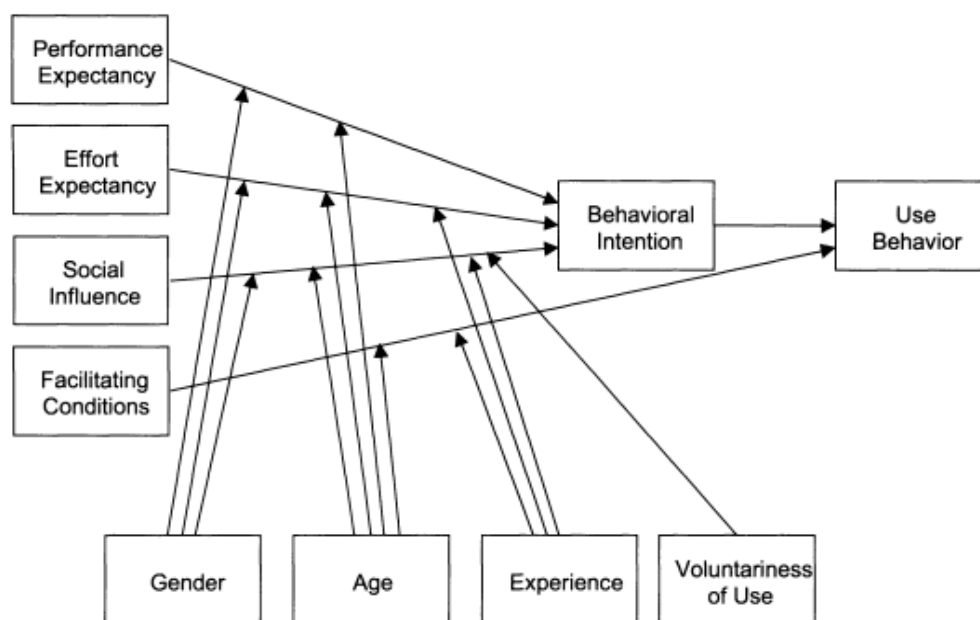 Performance
Expectancy
Effort
Expectancy
Social
Influence
Facilitating
Conditions
Behavioral
Intention
Use
Behavior
Gender
Age
Experience
Voluntariness
of Use